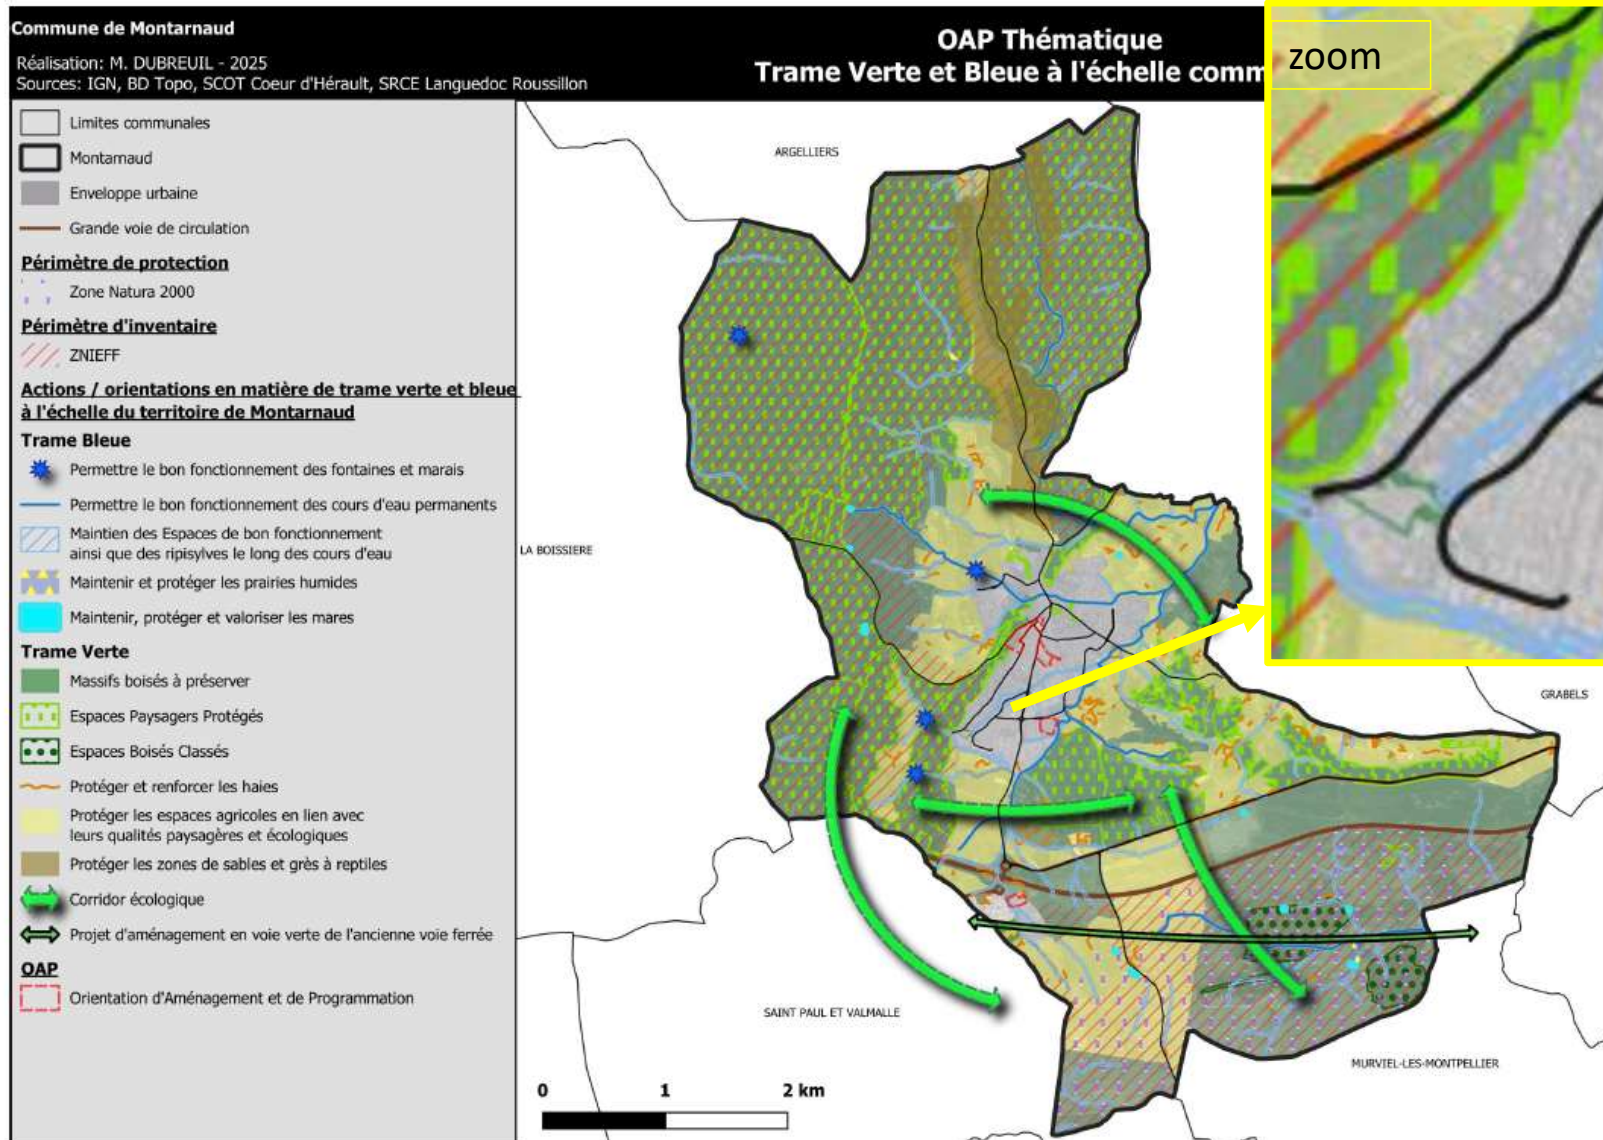 Commune de Montarnaud
Réalisation: M. DUBREUIL - 2025
Sources: IGN, BD Topo, SCOT Coeur d'Hérault, SRCE Languedoc Roussillon
OAP Thématique
Trame Verte et Bleue à l'échelle comm
zoom
Limites communales
Montarnaud
Enveloppe urbaine
Grande voie de circulation
Périmètre de protection
Zone Natura 2000
Périmètre d'inventaire
ZNIEFF
Actions / orientations en matière de trame verte et bleue
à l'échelle du territoire de Montarnaud
Trame Bleue
Permettre le bon fonctionnement des fontaines et marais
Permettre le bon fonctionnement des cours d'eau permanents
Maintien des Espaces de bon fonctionnement
ainsi que des ripisylves le long des cours d'eau
Maintenir et protéger les prairies humides
Maintenir, protéger et valoriser les mares
Trame Verte
Massifs boisés à préserver
Espaces Paysagers Protégés
Espaces Boisés Classés
Protéger et renforcer les haies
Protéger les espaces agricoles en lien avec
leurs qualités paysagères et écologiques
Protéger les zones de sables et grès à reptiles
Corridor écologique
Projet d'aménagement en voie verte de l'ancienne voie ferrée
OAP
Orientation d'Aménagement et de Programmation
ARGELLIERS
LA BOISSIERE
GRABELS
SAINT PAUL ET VALMALLE
MURVIEL-LES-MONTPELLIER
0 1 2 km